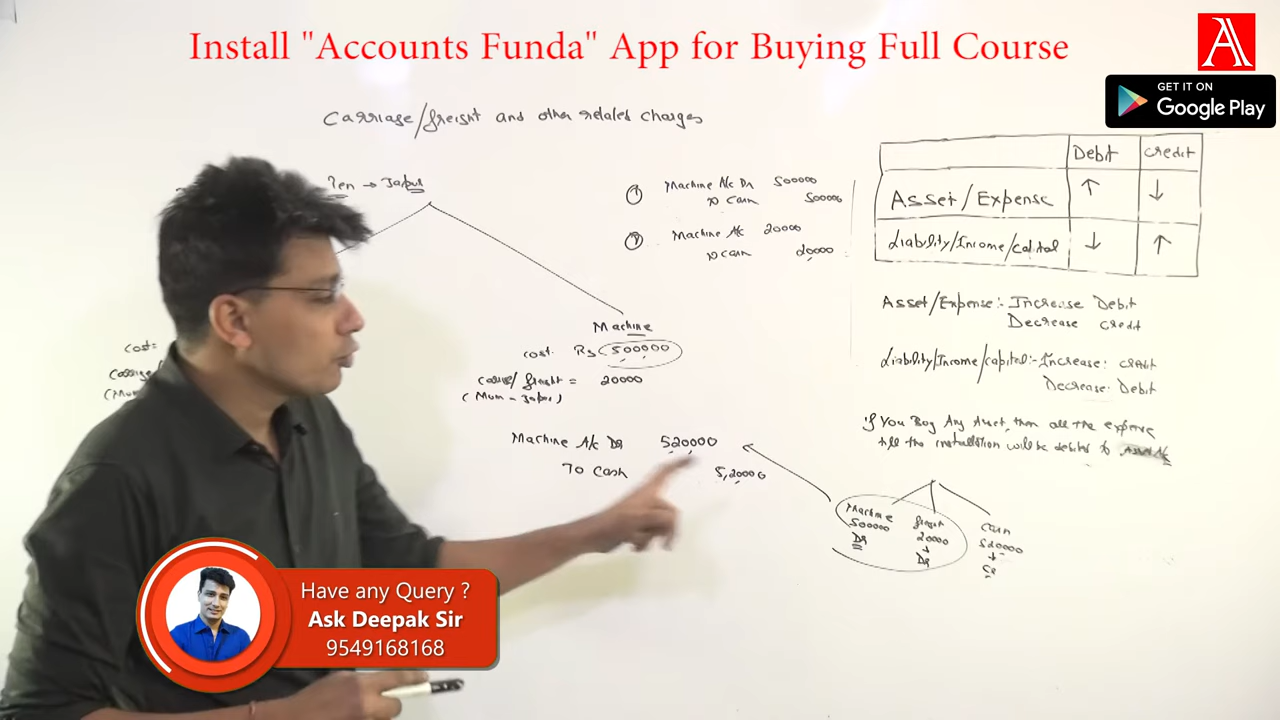 Install "Accounts Funda" App for Buying Full Course
A
GET IT ON
Google Play
Carriage/freight and other related charges
Pen → Jaipur
① Machine A/c Dr 500000
To Cash 500000
② Machine A/c 20000
To Cash 20000
Debit Credit
Asset/Expense ↑ ↓
Liability/Income/Capital ↓ ↑
Asset/Expense:- Increase Debit
Decrease Credit
Liability/Income/Capital:- Increase: Credit
Decrease: Debit
If You Buy Any Asset, then all the expense
till the installation will be debited to Asset A/c
Cost:
Carriage/
(Mum
Machine
Cost. Rs 500000
Carriage/freight = 20000
(Mum - Jaipur)
Machine A/c Dr 520000
To Cash 5,20000
Machine
500000
Dr
freight
20000
Dr
Cash
520000
Cr
Have any Query ?
Ask Deepak Sir
9549168168